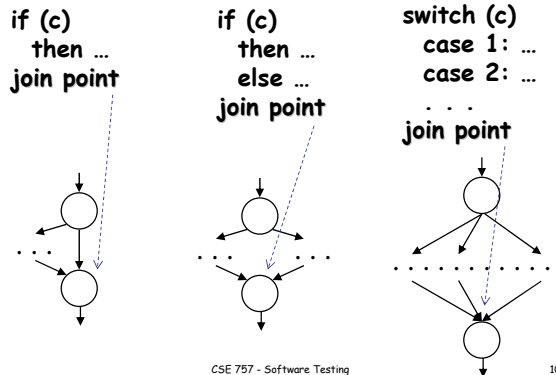 if (c)
then ...
join point
if (c)
then ...
else ...
join point
switch (c)
case 1: ...
case 2: ...
. . .
join point
. . .
. . .
. . .
. . . . . . . . . . . .
CSE 757 - Software Testing